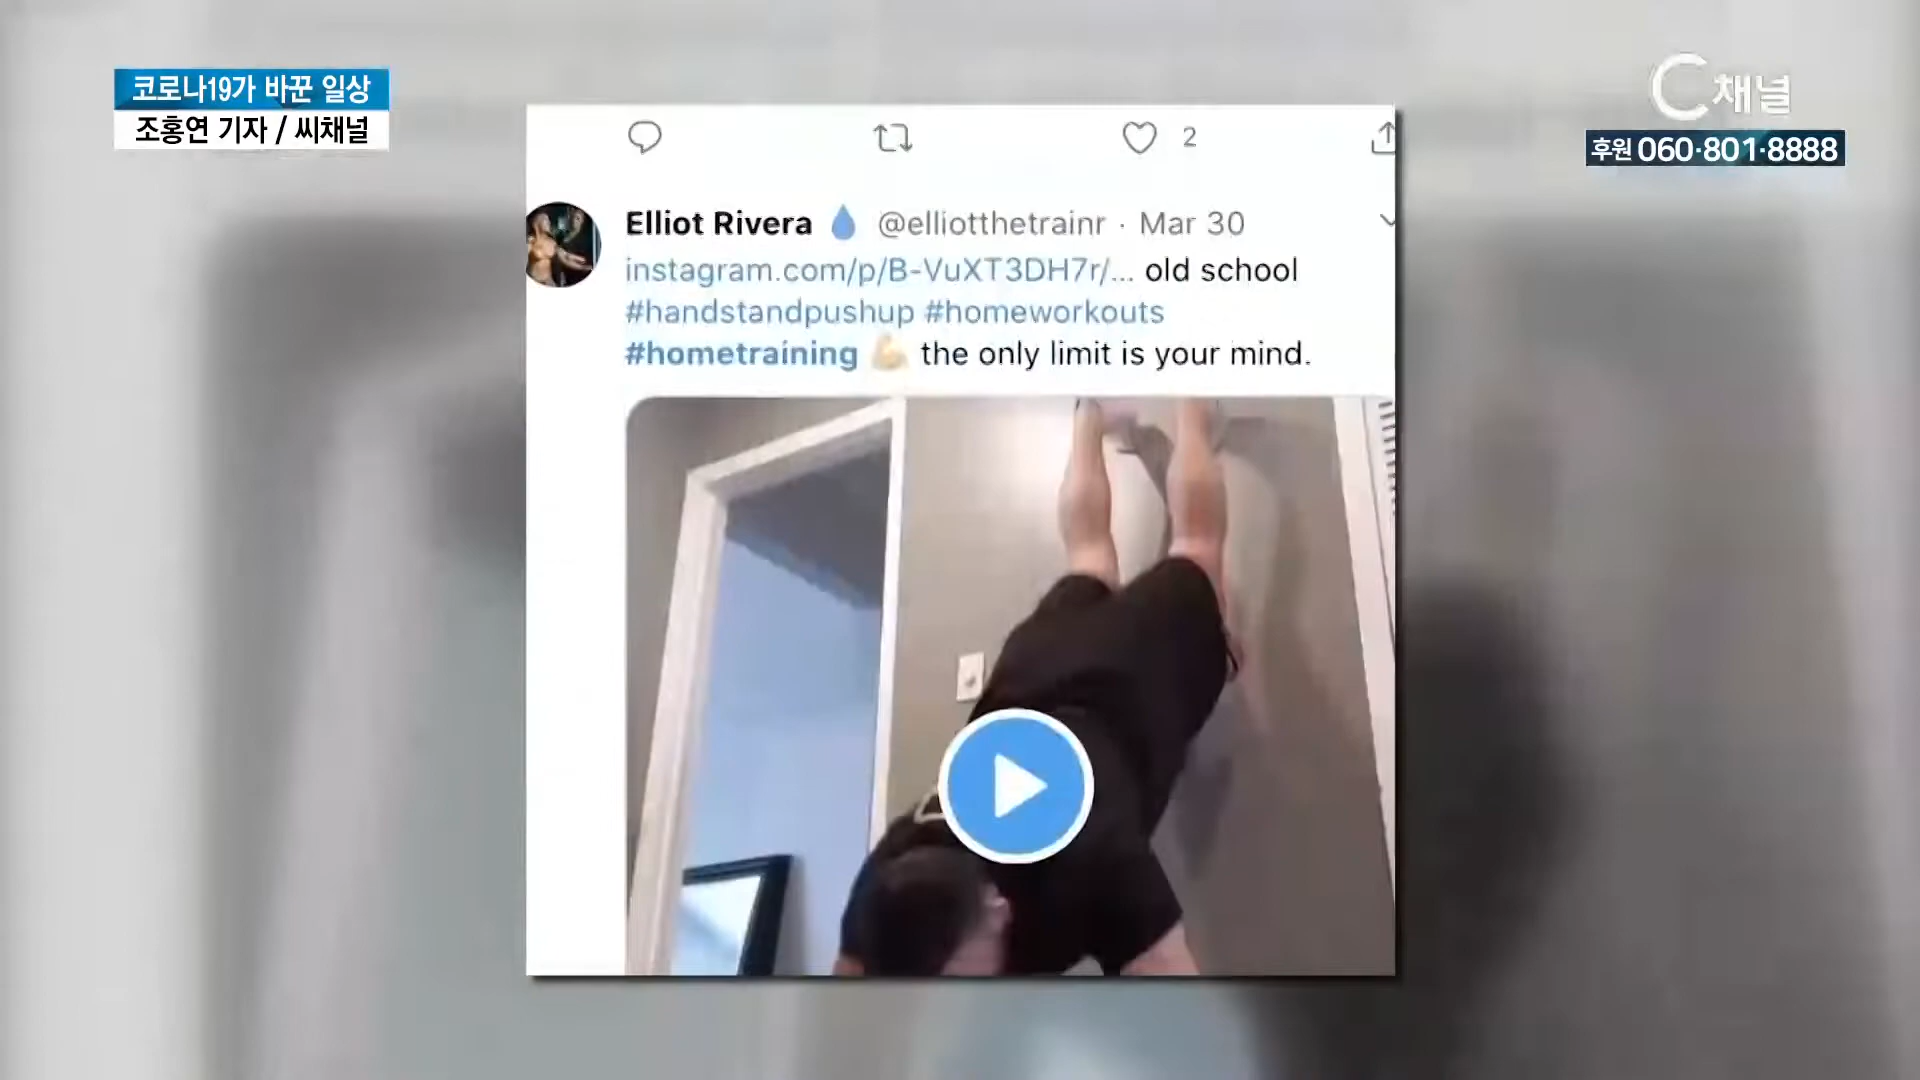 코로나19가 바꾼 일상
조홍연 기자 / 씨채널
C채널
후원 060·801·8888
2
Elliot Rivera 💧 @elliotthetrainr · Mar 30
instagram.com/p/B-VuXT3DH7r/... old school
#handstandpushup #homeworkouts
#hometraining 💪🏼 the only limit is your mind.